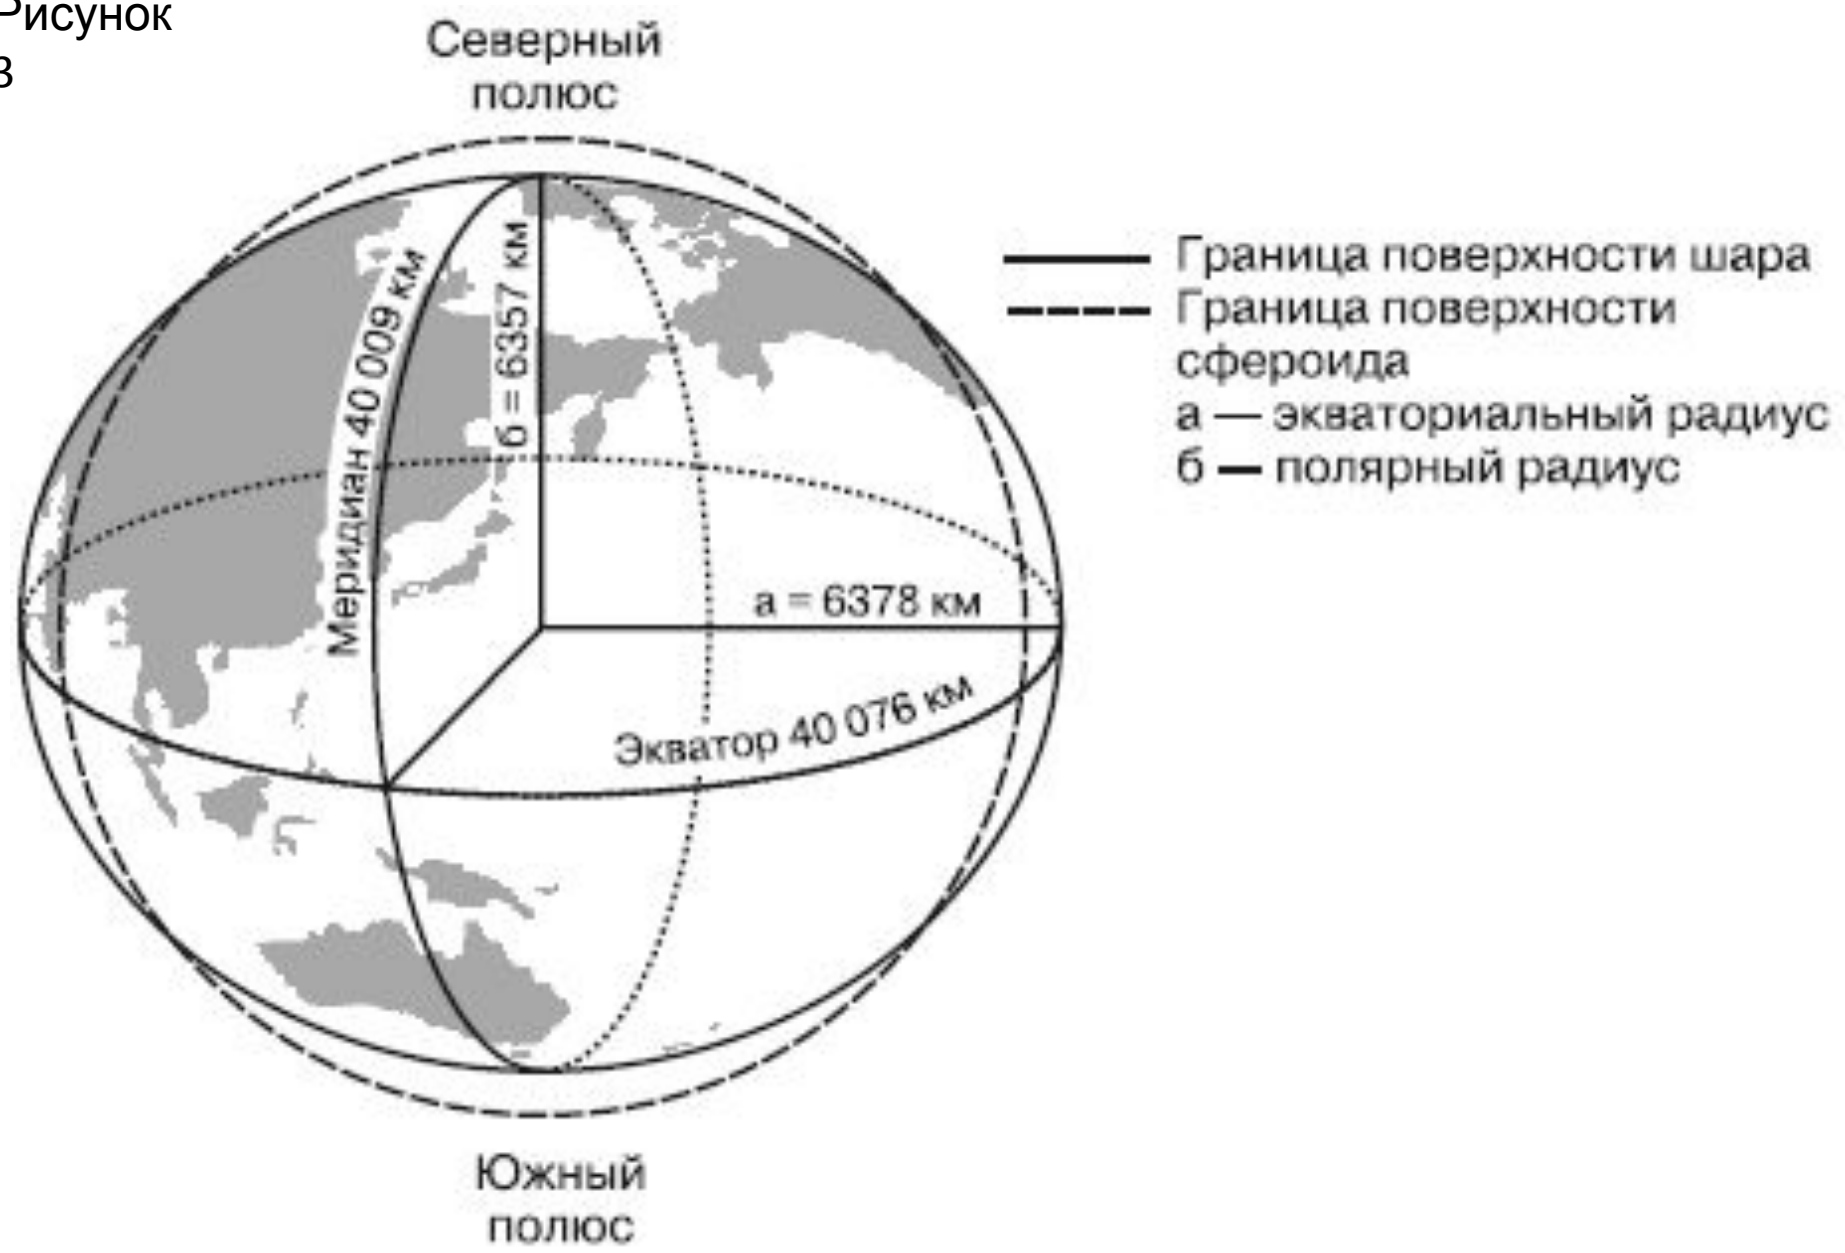 Рисунок
3
Северный
полюс
Меридиан 40 009 км
б = 6357 км
Граница поверхности шара
Граница поверхности
сфероида
а — экваториальный радиус
б — полярный радиус
а = 6378 км
Экватор 40 076 км
Южный
полюс